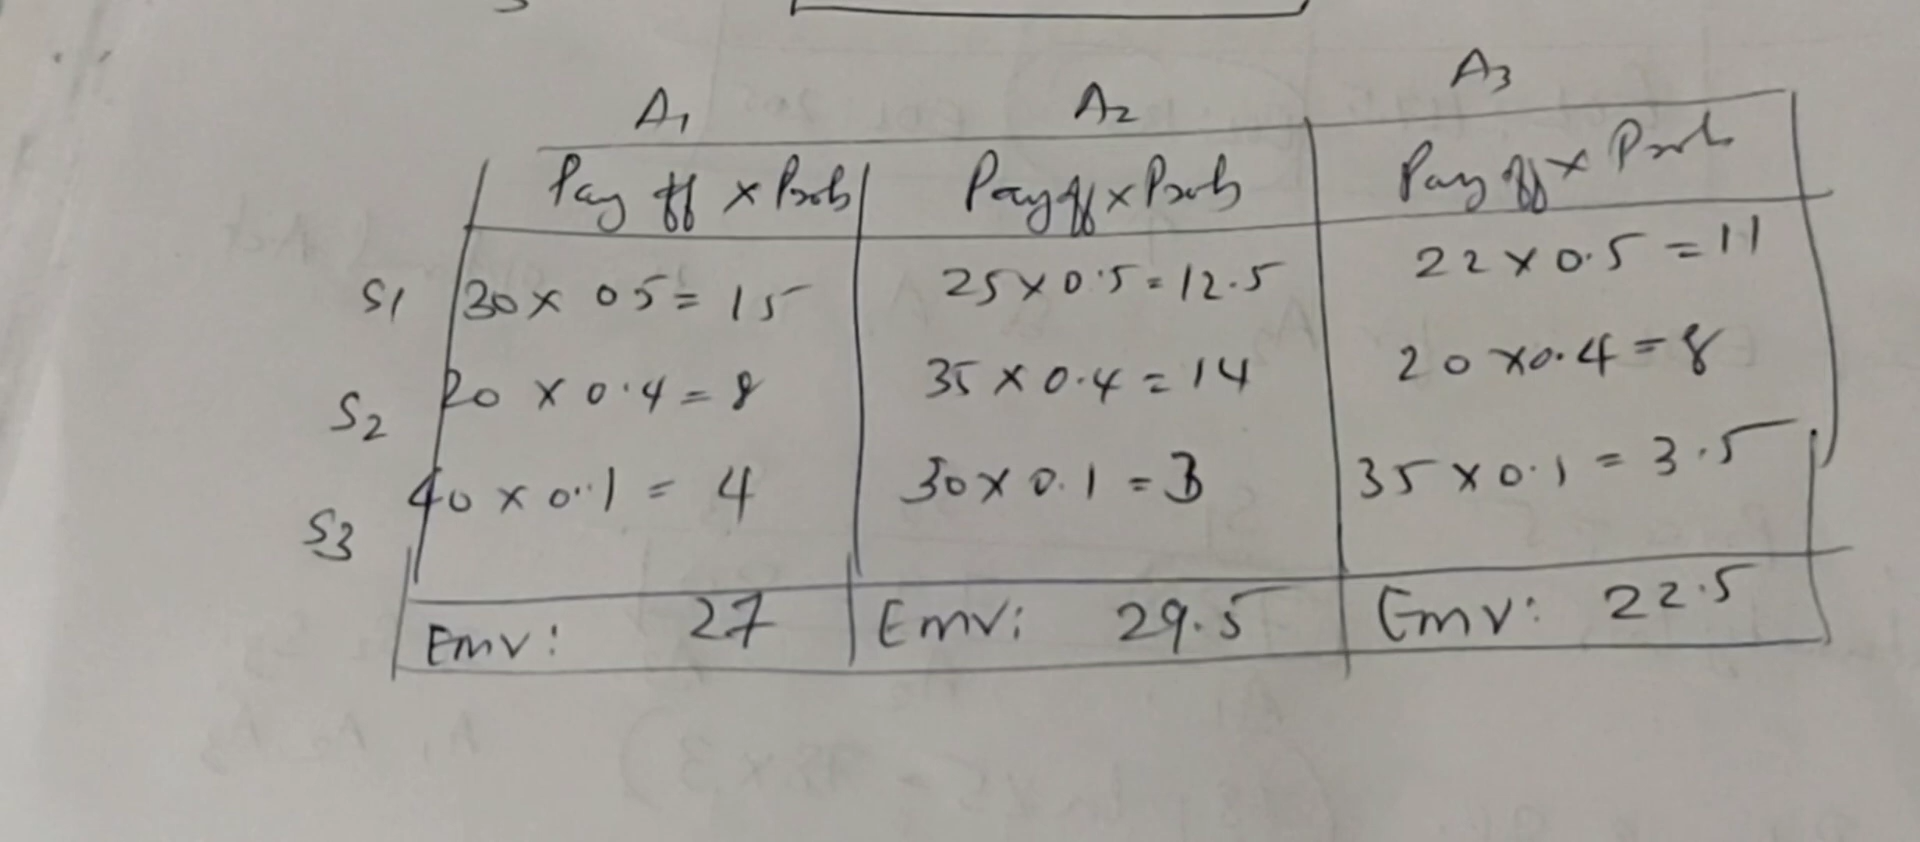 A1 A2 A3
Pay off x Prob Pay off x Prob Pay off x Prob
S1 30 x 05 = 15 25 x 0.5 = 12.5 22 x 0.5 = 11
S2 20 x 0.4 = 8 35 x 0.4 = 14 20 x 0.4 = 8
S3 40 x 0.1 = 4 30 x 0.1 = 3 35 x 0.1 = 3.5
Emv: 27 Emv: 29.5 Emv: 22.5